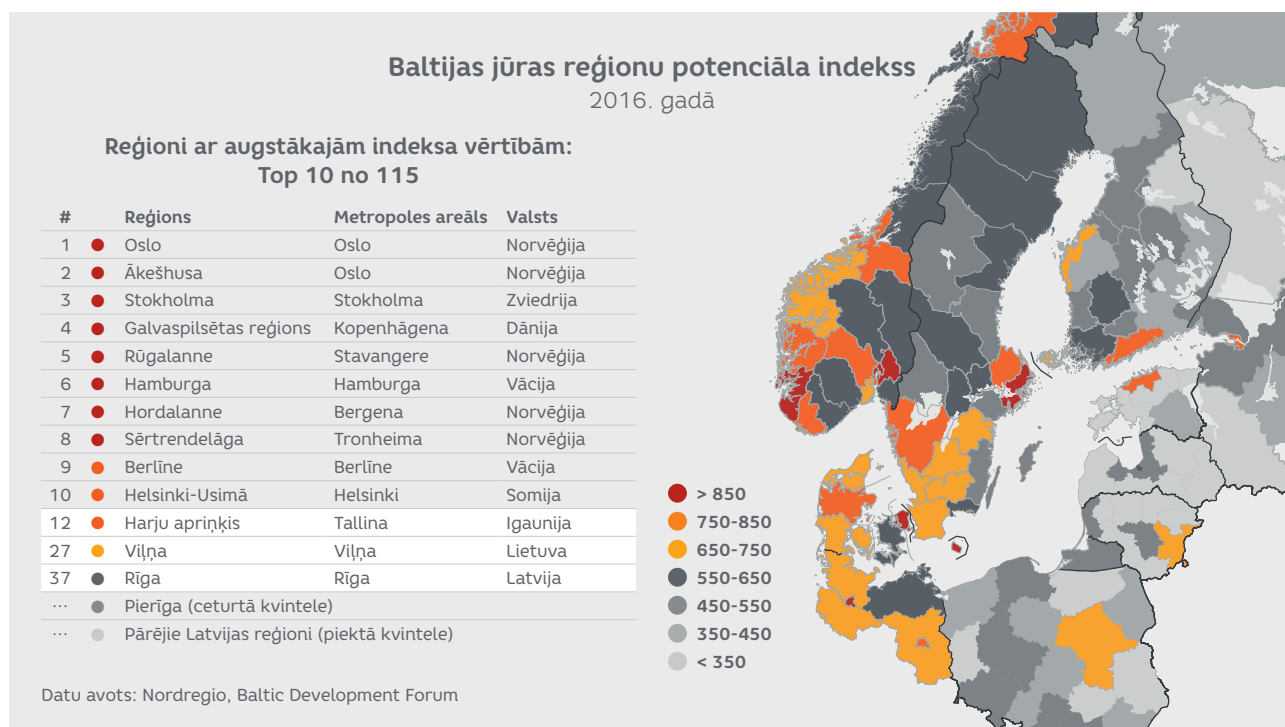 Baltijas jūras reģionu potenciāla indekss
2016. gadā
Reģioni ar augstākajām indeksa vērtībām:
Top 10 no 115
# Reģions Metropoles areāls Valsts
1 Oslo Oslo Norvēģija
2 Ākešhusa Oslo Norvēģija
3 Stokholma Stokholma Zviedrija
4 Galvaspilsētas reģions Kopenhāgena Dānija
5 Rūgalanne Stavangere Norvēģija
6 Hamburga Hamburga Vācija
7 Hordalanne Bergena Norvēģija
8 Sērtrendelāga Tronheima Norvēģija
9 Berlīne Berlīne Vācija
10 Helsinki-Usimā Helsinki Somija
12 Harju apriņķis Tallina Igaunija
27 Viļņa Viļņa Lietuva
37 Rīga Rīga Latvija
... Pierīga (ceturtā kvintele)
... Pārējie Latvijas reģioni (piektā kvintele)
Datu avots: Nordregio, Baltic Development Forum
> 850
750-850
650-750
550-650
450-550
350-450
< 350